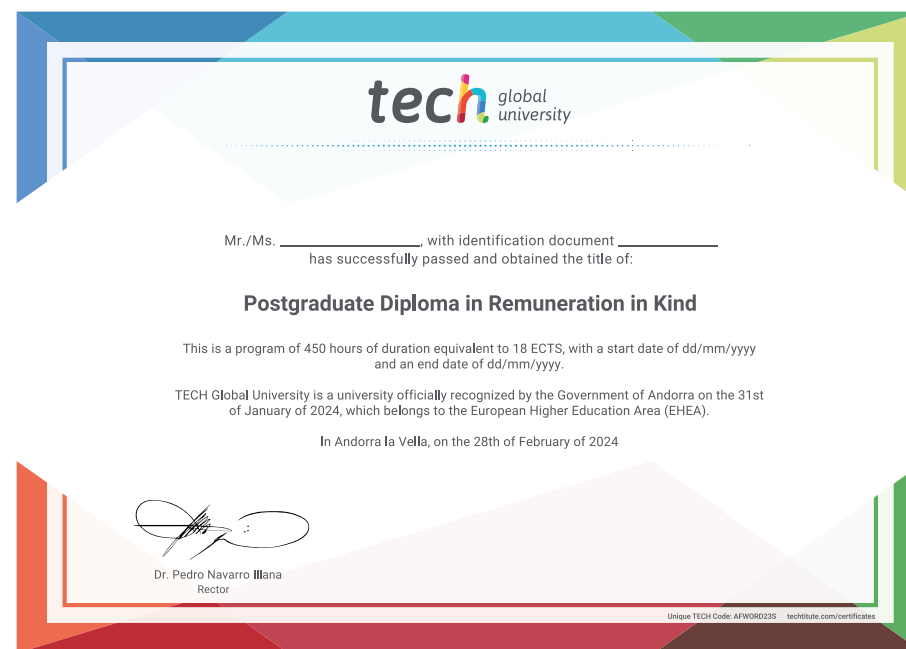 tech global university
Mr./Ms. ____________________, with identification document ______________
has successfully passed and obtained the title of:
Postgraduate Diploma in Remuneration in Kind
This is a program of 450 hours of duration equivalent to 18 ECTS, with a start date of dd/mm/yyyy
and an end date of dd/mm/yyyy.
TECH Global University is a university officially recognized by the Government of Andorra on the 31st
of January of 2024, which belongs to the European Higher Education Area (EHEA).
In Andorra la Vella, on the 28th of February of 2024
Dr. Pedro Navarro Illana
Rector
Unique TECH Code: AFWORD23S techtitute.com/certificates